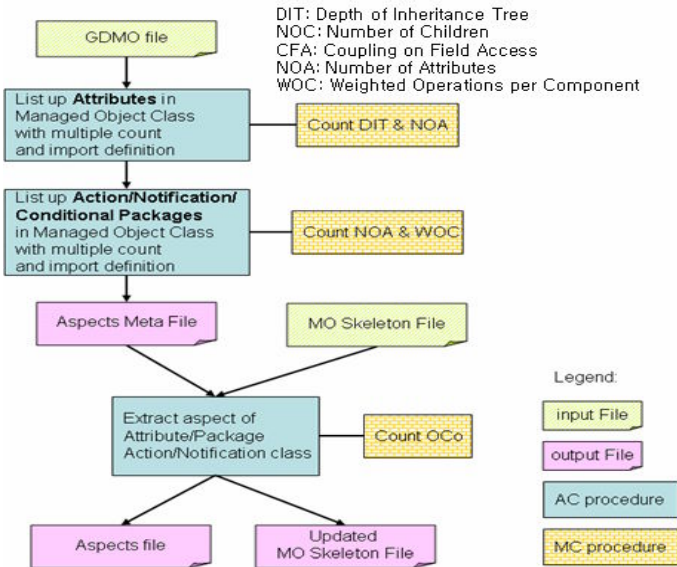 DIT: Depth of Inheritance Tree
NOC: Number of Children
CFA: Coupling on Field Access
NOA: Number of Attributes
WOC: Weighted Operations per Component
GDMO file
List up Attributes in
Managed Object Class
with multiple count
and import definition
Count DIT & NOA
List up Action/Notification/
Conditional Packages
in Managed Object Class
with multiple count
and import definition
Count NOA & WOC
Aspects Meta File
MO Skeleton File
Extract aspect of
Attribute/Package
Action/Notification class
Count OCo
Aspects file
Updated
MO Skeleton File
Legend:
input File
output File
AC procedure
MC procedure